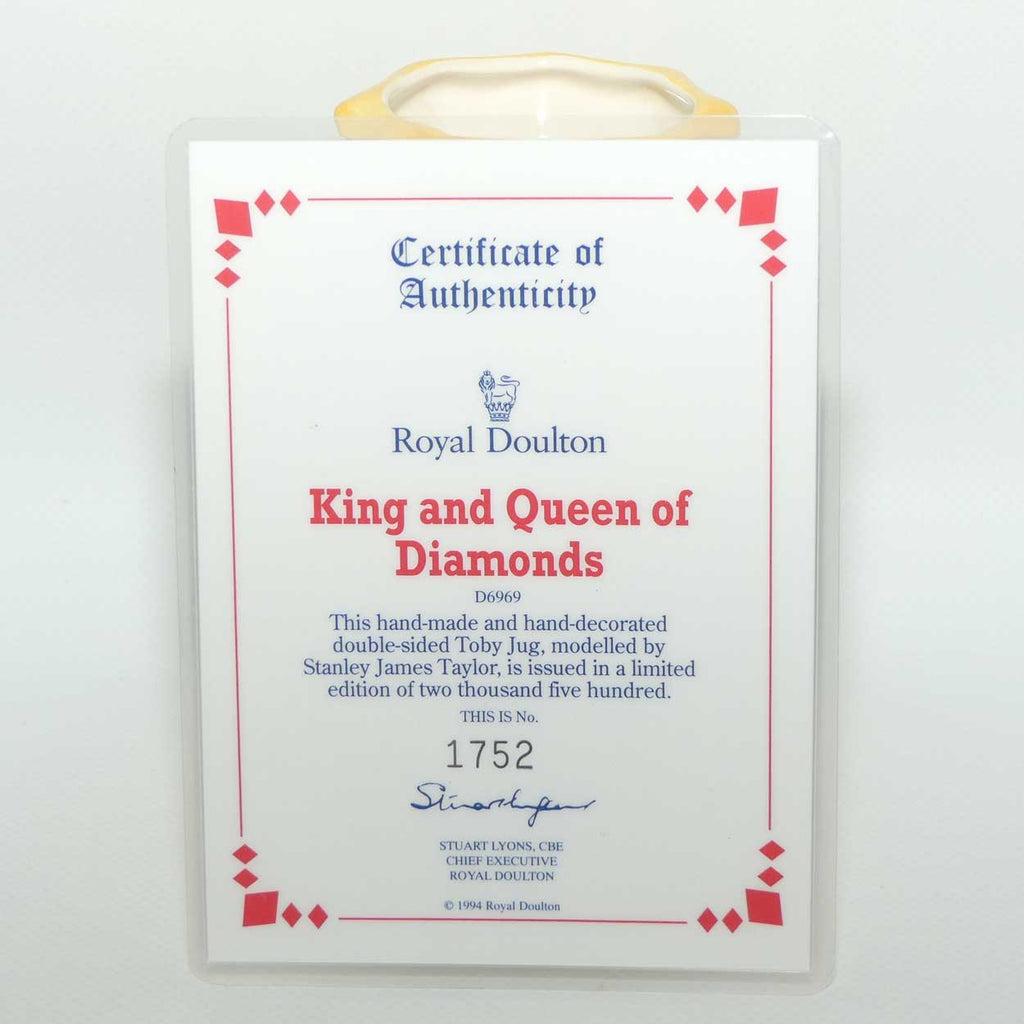 Certificate of
Authenticity
Royal Doulton
King and Queen of
Diamonds
D6969
This hand-made and hand-decorated
double-sided Toby Jug, modelled by
Stanley James Taylor, is issued in a limited
edition of two thousand five hundred.
THIS IS No.
1752
Stuart Lyons
STUART LYONS, CBE
CHIEF EXECUTIVE
ROYAL DOULTON
© 1994 Royal Doulton